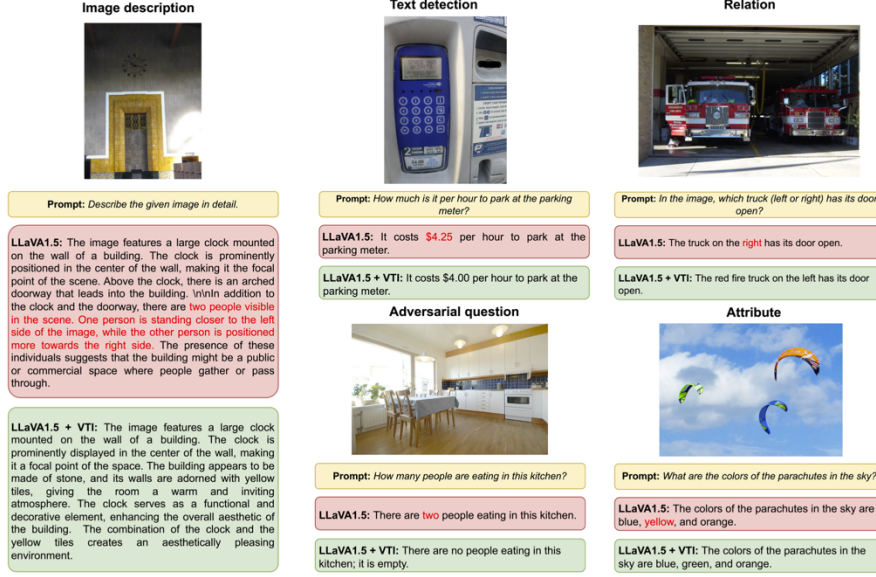 Image description
Prompt: Describe the given image in detail.
LLaVA1.5: The image features a large clock mounted
on the wall of a building. The clock is prominently
positioned in the center of the wall, making it the focal
point of the scene. Above the clock, there is an arched
doorway that leads into the building. \n\nIn addition to
the clock and the doorway, there are two people visible
in the scene. One person is standing closer to the left
side of the image, while the other person is positioned
more towards the right side. The presence of these
individuals suggests that the building might be a public
or commercial space where people gather or pass
through.
LLaVA1.5 + VTI: The image features a large clock
mounted on the wall of a building. The clock is
prominently displayed in the center of the wall, making
it a focal point of the space. The building appears to be
made of stone, and its walls are adorned with yellow
tiles, giving the room a warm and inviting
atmosphere. The clock serves as a functional and
decorative element, enhancing the overall aesthetic of
the building. The combination of the clock and the
yellow tiles creates an aesthetically pleasing
environment.
Text detection
Prompt: How much is it per hour to park at the parking
meter?
LLaVA1.5: It costs $4.25 per hour to park at the
parking meter.
LLaVA1.5 + VTI: It costs $4.00 per hour to park at the
parking meter.
Adversarial question
Prompt: How many people are eating in this kitchen?
LLaVA1.5: There are two people eating in this kitchen.
LLaVA1.5 + VTI: There are no people eating in this
kitchen; it is empty.
Relation
Prompt: In the image, which truck (left or right) has its door
open?
LLaVA1.5: The truck on the right has its door open.
LLaVA1.5 + VTI: The red fire truck on the left has its door
open.
Attribute
Prompt: What are the colors of the parachutes in the sky?
LLaVA1.5: The colors of the parachutes in the sky are
blue, yellow, and orange.
LLaVA1.5 + VTI: The colors of the parachutes in the
sky are blue, green, and orange.